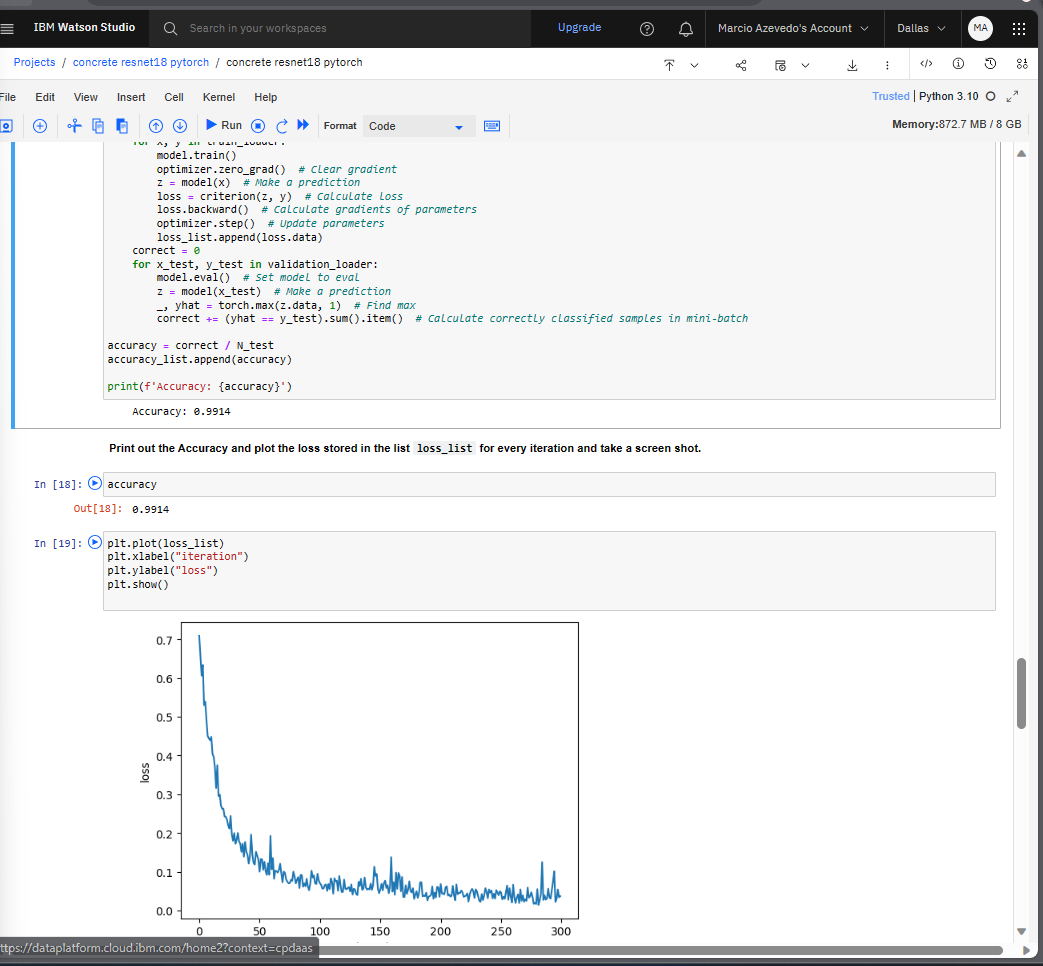 IBM Watson Studio
Search in your workspaces
Upgrade
Marcio Azevedo's Account
Dallas
MA
Projects / concrete resnet18 pytorch / concrete resnet18 pytorch
File Edit View Insert Cell Kernel Help
Trusted | Python 3.10
Run
Format Code
Memory:872.7 MB / 8 GB
for x, y in train_loader:
model.train()
optimizer.zero_grad() # Clear gradient
z = model(x) # Make a prediction
loss = criterion(z, y) # Calculate loss
loss.backward() # Calculate gradients of parameters
optimizer.step() # Update parameters
loss_list.append(loss.data)
correct = 0
for x_test, y_test in validation_loader:
model.eval() # Set model to eval
z = model(x_test) # Make a prediction
_, yhat = torch.max(z.data, 1) # Find max
correct += (yhat == y_test).sum().item() # Calculate correctly classified samples in mini-batch
accuracy = correct / N_test
accuracy_list.append(accuracy)
print(f'Accuracy: {accuracy}')
Accuracy: 0.9914
Print out the Accuracy and plot the loss stored in the list loss_list for every iteration and take a screen shot.
In [18]: accuracy
Out[18]: 0.9914
In [19]: plt.plot(loss_list)
plt.xlabel("iteration")
plt.ylabel("loss")
plt.show()
0.7
0.6
0.5
0.4
loss
0.3
0.2
0.1
0.0
0 50 100 150 200 250 300
ttps://dataplatform.cloud.ibm.com/home2?context=cpdaas